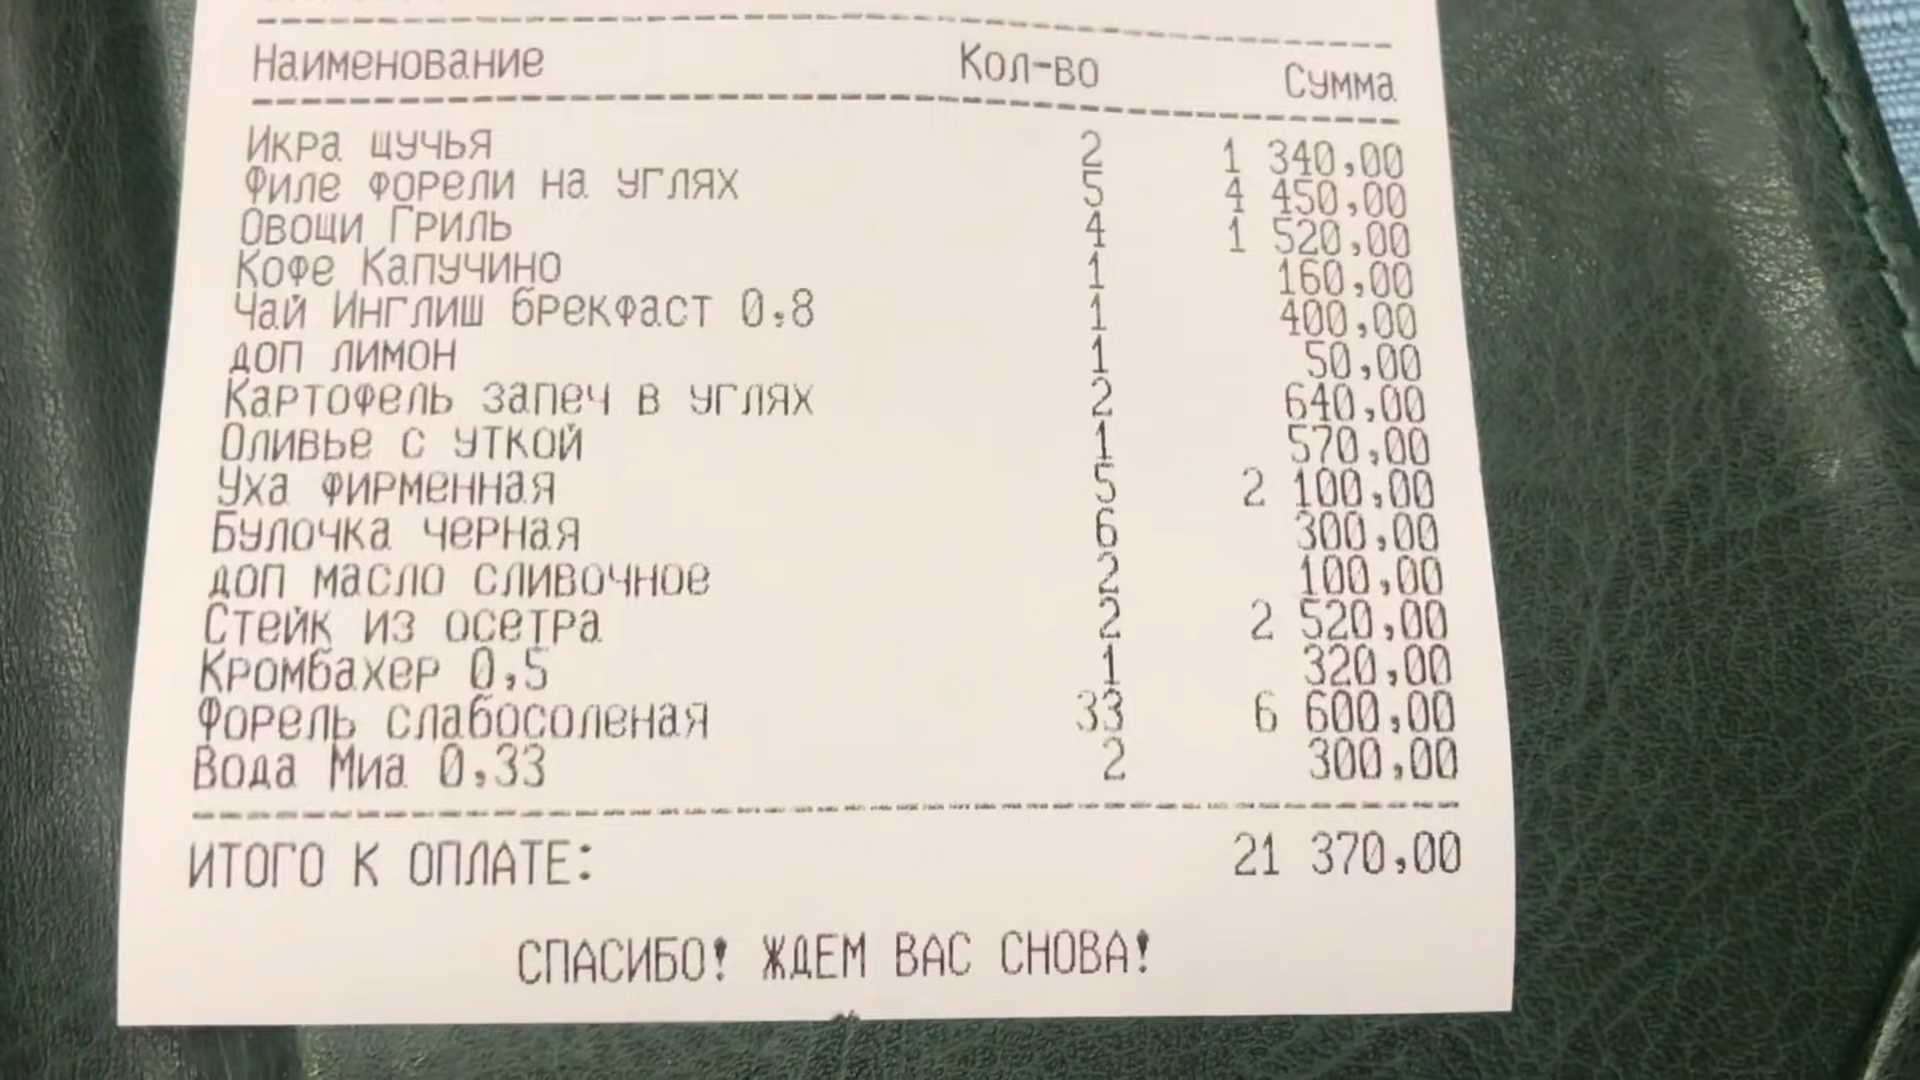 Наименование Кол-во Сумма
Икра щучья 2 1 340,00
Филе форели на углях 5 4 450,00
Овощи Гриль 4 1 520,00
Кофе Капучино 1 160,00
Чай Инглиш брекфаст 0,8 1 400,00
доп лимон 1 50,00
Картофель запеч в углях 2 640,00
Оливье с уткой 1 570,00
Уха фирменная 5 2 100,00
Булочка черная 6 300,00
доп масло сливочное 2 100,00
Стейк из осетра 2 2 520,00
Кромбахер 0,5 1 320,00
Форель слабосоленая 33 6 600,00
Вода Миа 0,33 2 300,00
ИТОГО К ОПЛАТЕ: 21 370,00
СПАСИБО! ЖДЕМ ВАС СНОВА!